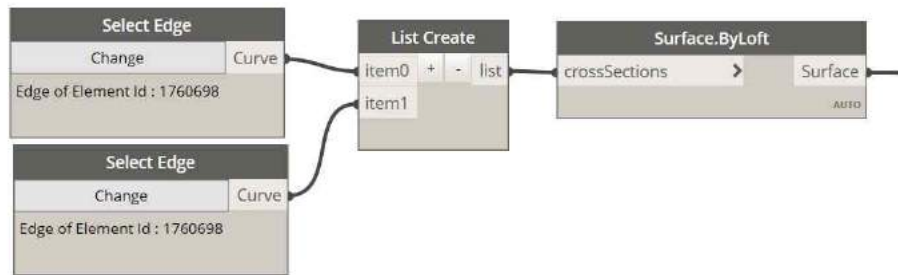 Select Edge
Change
Curve
Edge of Element Id : 1760698
Select Edge
Change
Curve
Edge of Element Id : 1760698
List Create
item0 + - list
item1
Surface.ByLoft
crossSections > Surface
AUTO